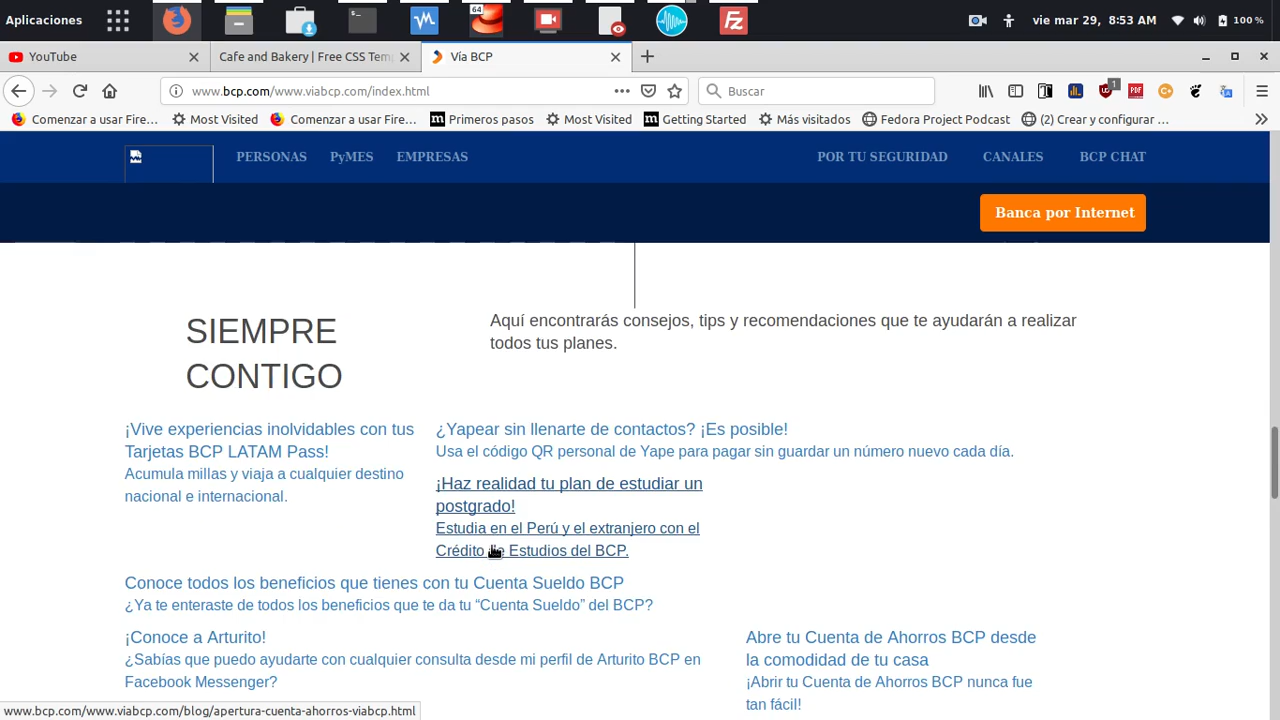 Aplicaciones
64
vie mar 29, 8:53 AM
100 %
YouTube
Cafe and Bakery | Free CSS Tem
Vía BCP
www.bcp.com/www.viabcp.com/index.html
Buscar
1
PDF
Comenzar a usar Fire…
Most Visited
Comenzar a usar Fire…
Primeros pasos
Most Visited
Getting Started
Más visitados
Fedora Project Podcast
(2) Crear y configurar …
PERSONAS
PyMES
EMPRESAS
POR TU SEGURIDAD
CANALES
BCP CHAT
Banca por Internet
SIEMPRE
CONTIGO
Aquí encontrarás consejos, tips y recomendaciones que te ayudarán a realizar
todos tus planes.
¡Vive experiencias inolvidables con tus
Tarjetas BCP LATAM Pass!
Acumula millas y viaja a cualquier destino
nacional e internacional.
¿Yapear sin llenarte de contactos? ¡Es posible!
Usa el código QR personal de Yape para pagar sin guardar un número nuevo cada día.
¡Haz realidad tu plan de estudiar un
postgrado!
Estudia en el Perú y el extranjero con el
Crédito de Estudios del BCP.
Conoce todos los beneficios que tienes con tu Cuenta Sueldo BCP
¿Ya te enteraste de todos los beneficios que te da tu “Cuenta Sueldo” del BCP?
¡Conoce a Arturito!
¿Sabías que puedo ayudarte con cualquier consulta desde mi perfil de Arturito BCP en
Facebook Messenger?
Abre tu Cuenta de Ahorros BCP desde
la comodidad de tu casa
¡Abrir tu Cuenta de Ahorros BCP nunca fue
tan fácil!
www.bcp.com/www.viabcp.com/blog/apertura-cuenta-ahorros-viabcp.html